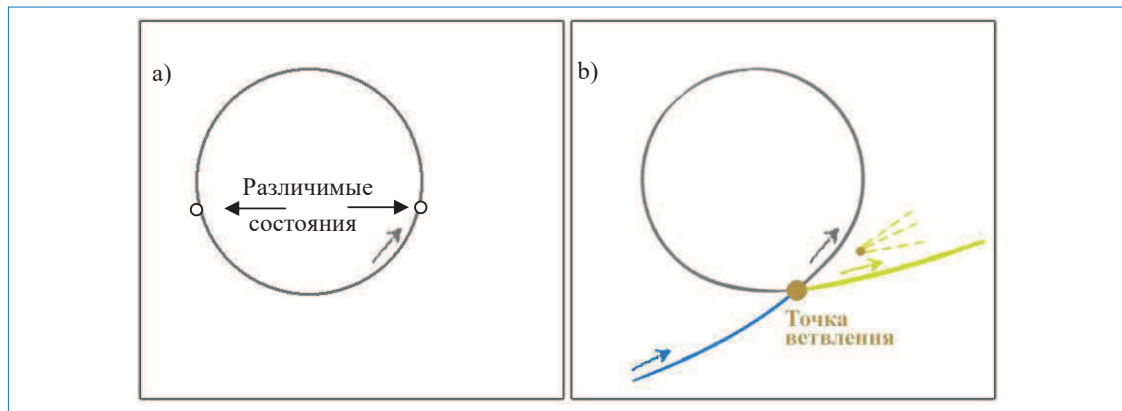 a)
Различимые
состояния
b)
Точка
ветвления